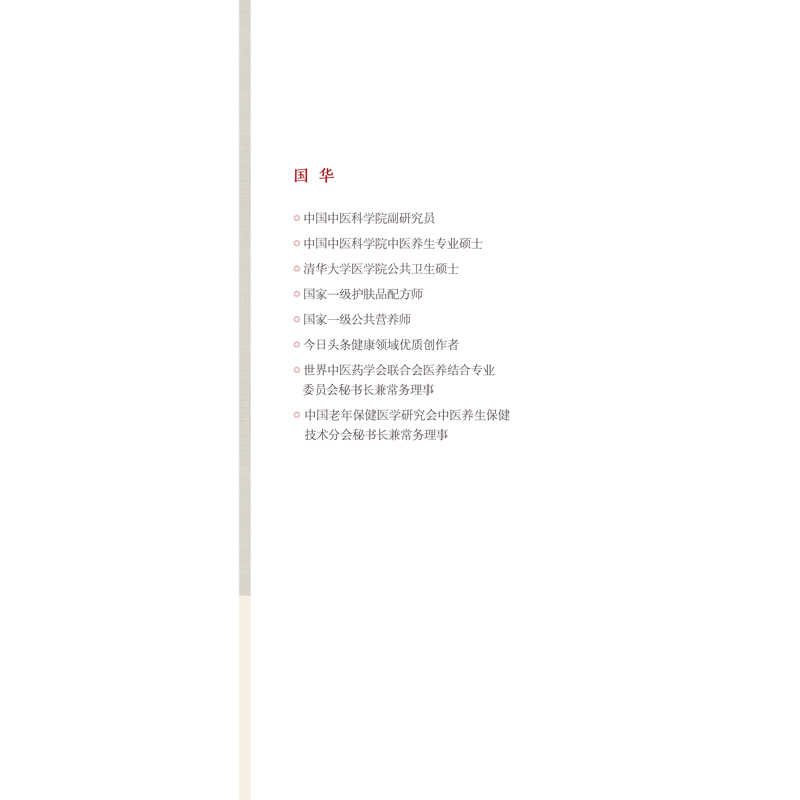 国 华
中国中医科学院副研究员
中国中医科学院中医养生专业硕士
清华大学医学院公共卫生硕士
国家一级护肤品配方师
国家一级公共营养师
今日头条健康领域优质创作者
世界中医药学会联合会医养结合专业
委员会秘书长兼常务理事
中国老年保健医学研究会中医养生保健
技术分会秘书长兼常务理事